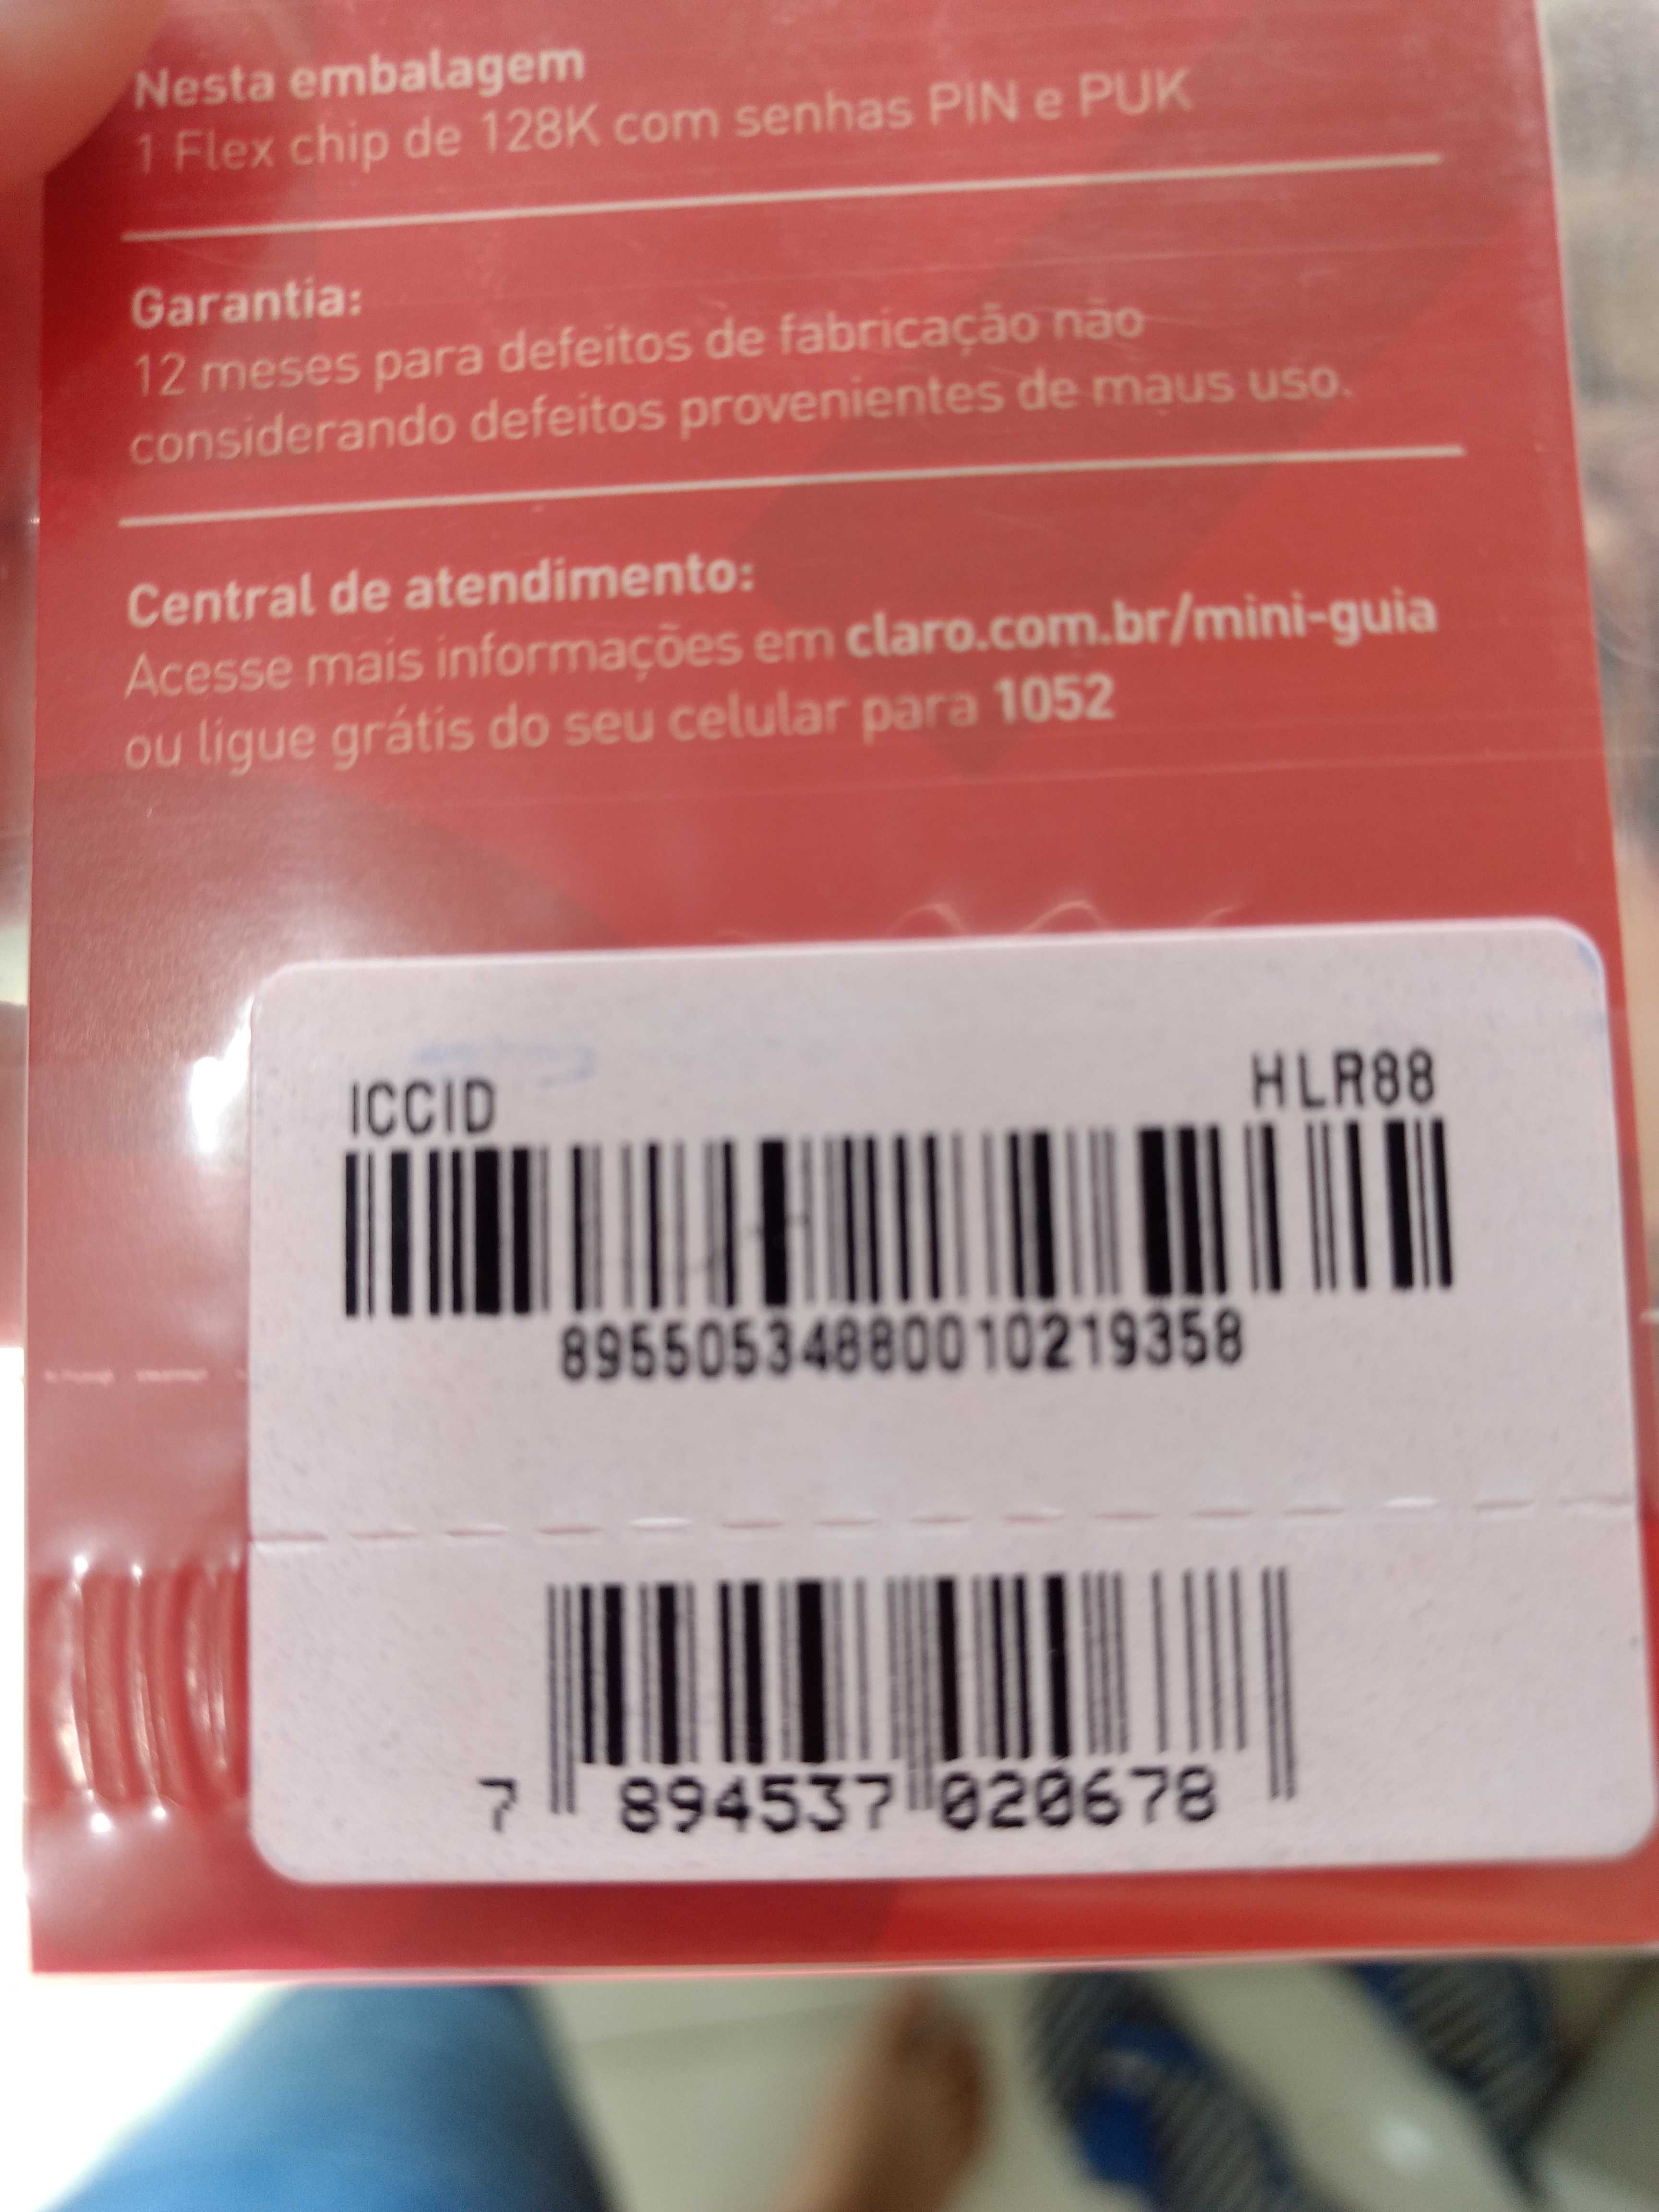 Nesta embalagem
1 Flex chip de 128K com senhas PIN e PUK
Garantia:
12 meses para defeitos de fabricação não
considerando defeitos provenientes de maus uso.
Central de atendimento:
Acesse mais informações em claro.com.br/mini-guia
ou ligue grátis do seu celular para 1052
ICCID HLR88
89550534880010219358
7 894537 020678